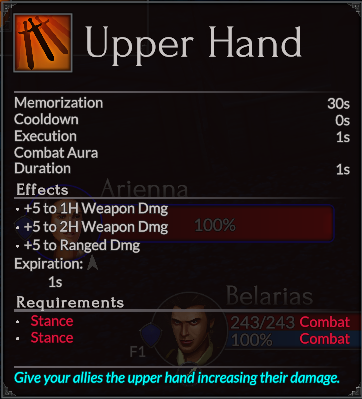 Upper Hand
Memorization 30s
Cooldown 0s
Execution 1s
Combat Aura
Duration 1s
Effects
Arienna
· +5 to 1H Weapon Dmg
· +5 to 2H Weapon Dmg 100%
· +5 to Ranged Dmg
Expiration:
1s
Belarias
Requirements
· Stance 243/243 Combat
· Stance 100% Combat
F1
Give your allies the upper hand increasing their damage.